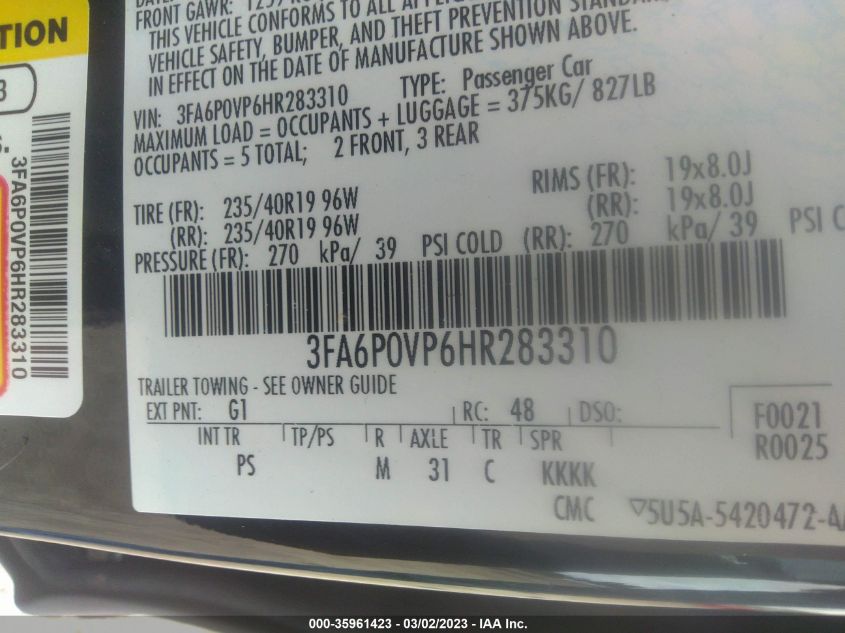 FRONT GAWR:
THIS VEHICLE CONFORMS TO ALL
VEHICLE SAFETY, BUMPER, AND THEFT PREVENTION
IN EFFECT ON THE DATE OF MANUFACTURE SHOWN ABOVE.
VIN: 3FA6P0VP6HR283310 TYPE: Passenger Car
MAXIMUM LOAD = OCCUPANTS + LUGGAGE = 375KG/ 827LB
OCCUPANTS = 5 TOTAL; 2 FRONT, 3 REAR
TIRE (FR): 235/40R19 96W RIMS (FR): 19x8.0J
(RR): 235/40R19 96W (RR): 19x8.0J
PRESSURE (FR): 270 kPa/ 39 PSI COLD (RR): 270 kPa/ 39 PSI
3FA6P0VP6HR283310
TRAILER TOWING - SEE OWNER GUIDE
EXT PNT: G1 RC: 48 DSO:
F0021
R0025
INT TR TP/PS R AXLE TR SPR
PS M 31 C KKKK
CMC ▽5U5A-5420472-
TION
3
3FA6P0VP6HR283310
000-35961423 - 03/02/2023 - IAA Inc.